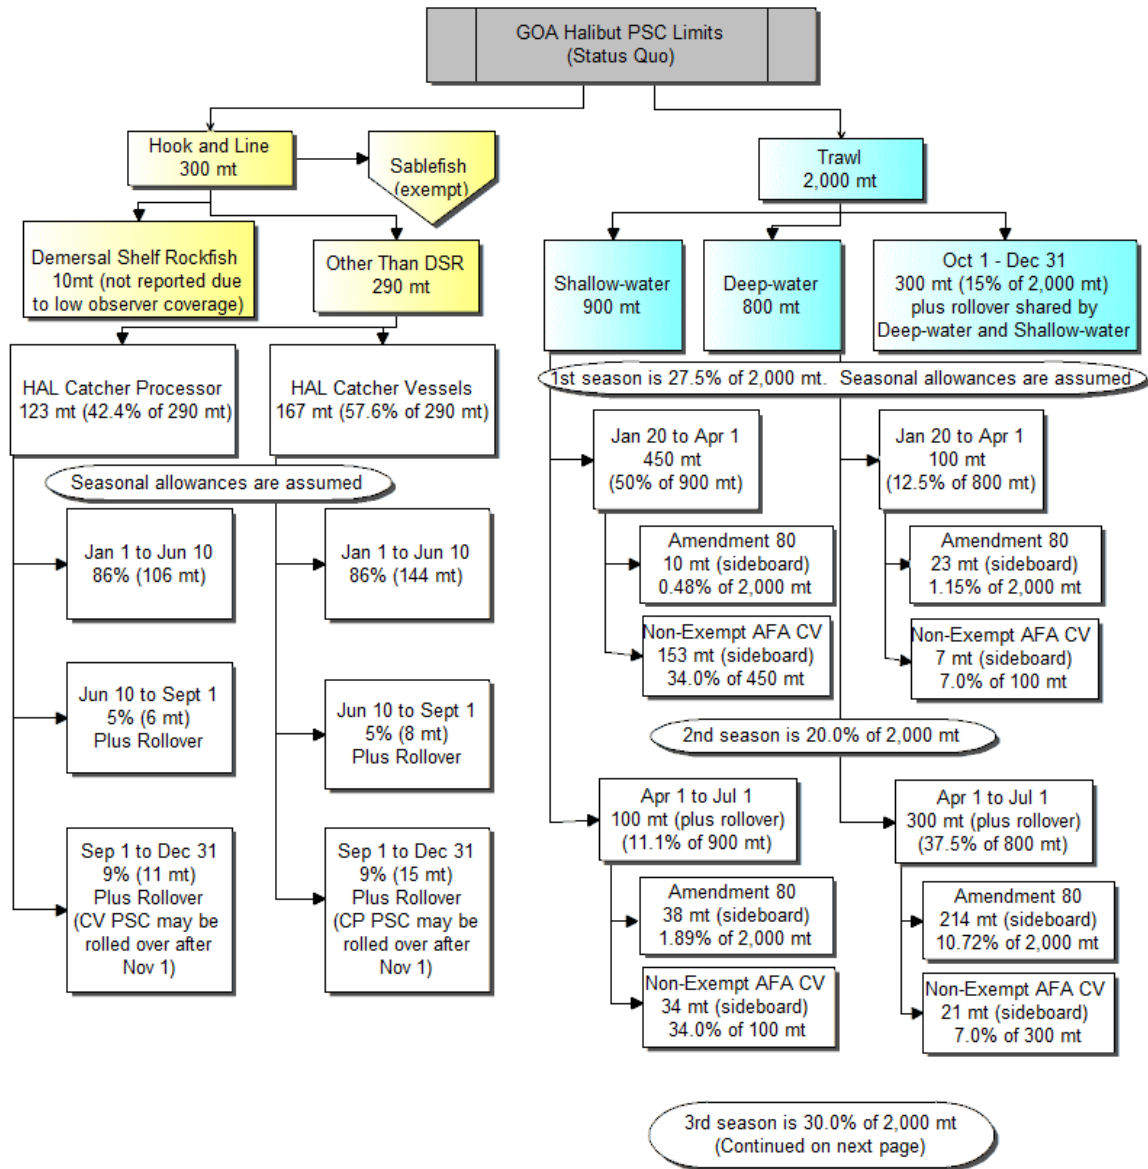 GOA Halibut PSC Limits
(Status Quo)
Hook and Line
300 mt
Sablefish
(exempt)
Demersal Shelf Rockfish
10mt (not reported due
to low observer coverage)
Other Than DSR
290 mt
HAL Catcher Processor
123 mt (42.4% of 290 mt)
HAL Catcher Vessels
167 mt (57.6% of 290 mt)
Seasonal allowances are assumed
Jan 1 to Jun 10
86% (106 mt)
Jan 1 to Jun 10
86% (144 mt)
Jun 10 to Sept 1
5% (6 mt)
Plus Rollover
Jun 10 to Sept 1
5% (8 mt)
Plus Rollover
Sep 1 to Dec 31
9% (11 mt)
Plus Rollover
(CV PSC may be
rolled over after
Nov 1)
Sep 1 to Dec 31
9% (15 mt)
Plus Rollover
(CP PSC may be
rolled over after
Nov 1)
Trawl
2,000 mt
Shallow-water
900 mt
Deep-water
800 mt
Oct 1 - Dec 31
300 mt (15% of 2,000 mt)
plus rollover shared by
Deep-water and Shallow-water
1st season is 27.5% of 2,000 mt. Seasonal allowances are assumed
Jan 20 to Apr 1
450 mt
(50% of 900 mt)
Jan 20 to Apr 1
100 mt
(12.5% of 800 mt)
Amendment 80
10 mt (sideboard)
0.48% of 2,000 mt
Amendment 80
23 mt (sideboard)
1.15% of 2,000 mt
Non-Exempt AFA CV
153 mt (sideboard)
34.0% of 450 mt
Non-Exempt AFA CV
7 mt (sideboard)
7.0% of 100 mt
2nd season is 20.0% of 2,000 mt
Apr 1 to Jul 1
100 mt (plus rollover)
(11.1% of 900 mt)
Apr 1 to Jul 1
300 mt (plus rollover)
(37.5% of 800 mt)
Amendment 80
38 mt (sideboard)
1.89% of 2,000 mt
Amendment 80
214 mt (sideboard)
10.72% of 2,000 mt
Non-Exempt AFA CV
34 mt (sideboard)
34.0% of 100 mt
Non-Exempt AFA CV
21 mt (sideboard)
7.0% of 300 mt
3rd season is 30.0% of 2,000 mt
(Continued on next page)